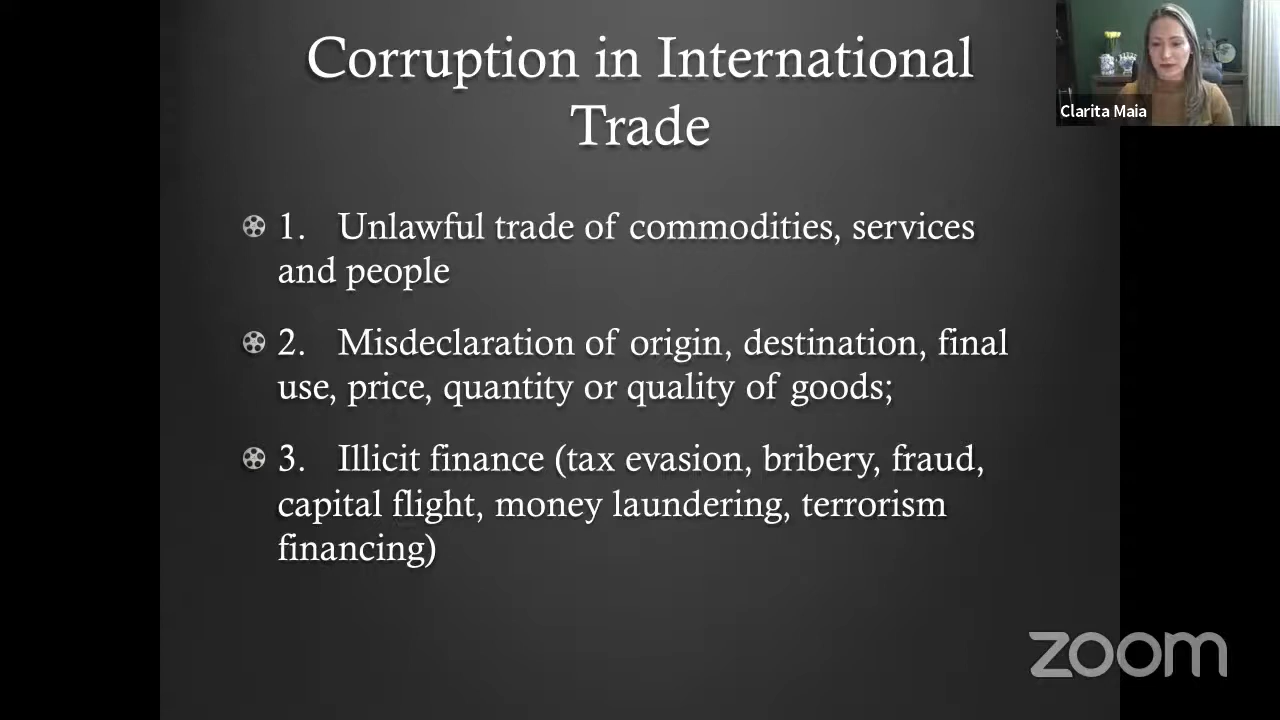 Corruption in International
Trade
Clarita Maia
1. Unlawful trade of commodities, services
and people
2. Misdeclaration of origin, destination, final
use, price, quantity or quality of goods;
3. Illicit finance (tax evasion, bribery, fraud,
capital flight, money laundering, terrorism
financing)
zoom